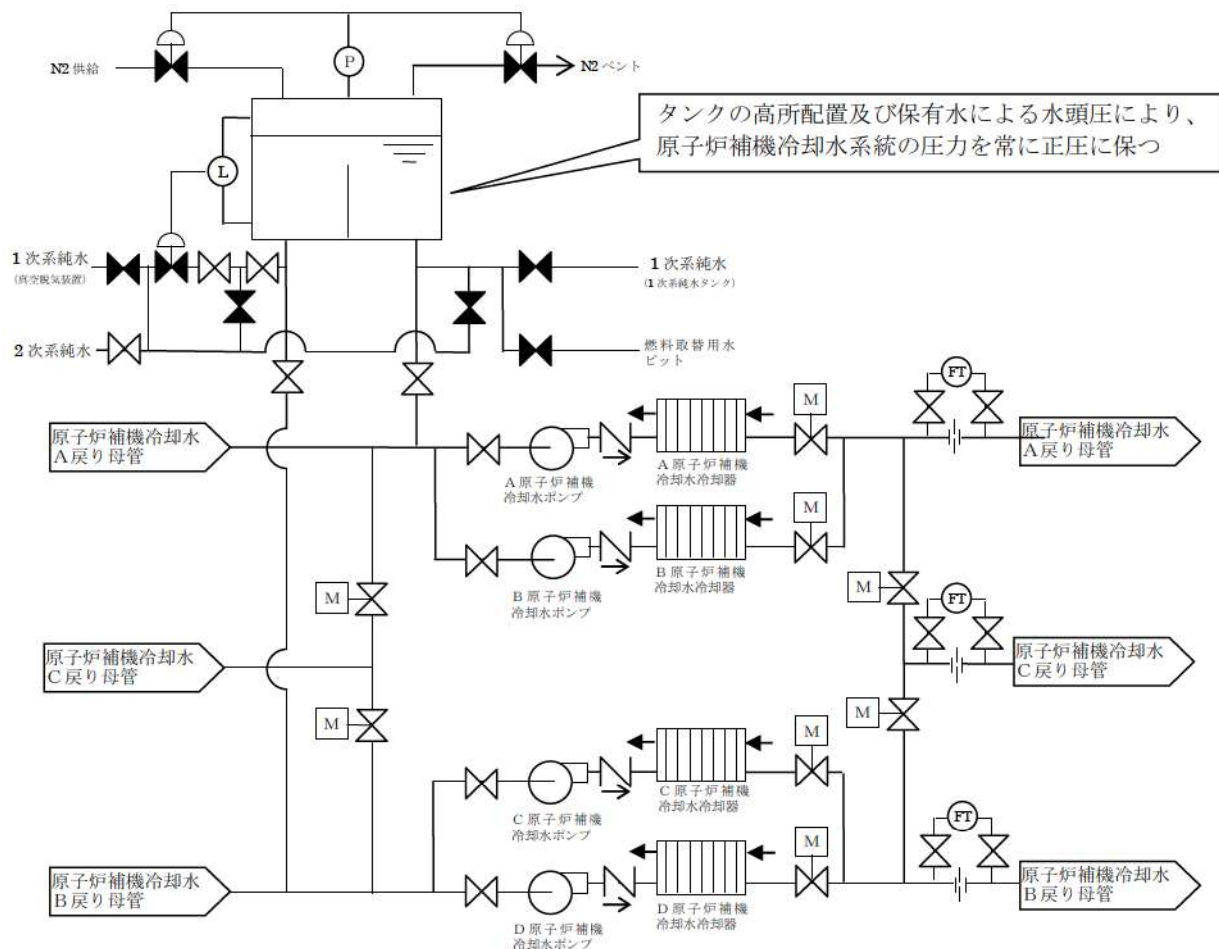 P
N2 供給
N2 ベント
タンクの高所配置及び保有水による水頭圧により、
原子炉補機冷却水系統の圧力を常に正圧に保つ
L
1 次系純水
(真空脱気装置)
1 次系純水
(1 次系純水タンク)
2 次系純水
燃料取替用水
ピット
FT
M
原子炉補機冷却水
A戻り母管
原子炉補機冷却水
A戻り母管
A原子炉補機
冷却水ポンプ
A原子炉補機
冷却水冷却器
M
B原子炉補機
冷却水ポンプ
B原子炉補機
冷却水冷却器
M
M
FT
原子炉補機冷却水
C戻り母管
原子炉補機冷却水
C戻り母管
M
M
M
C原子炉補機
冷却水ポンプ
C原子炉補機
冷却水冷却器
FT
M
原子炉補機冷却水
B戻り母管
原子炉補機冷却水
B戻り母管
D原子炉補機
冷却水ポンプ
D原子炉補機
冷却水冷却器